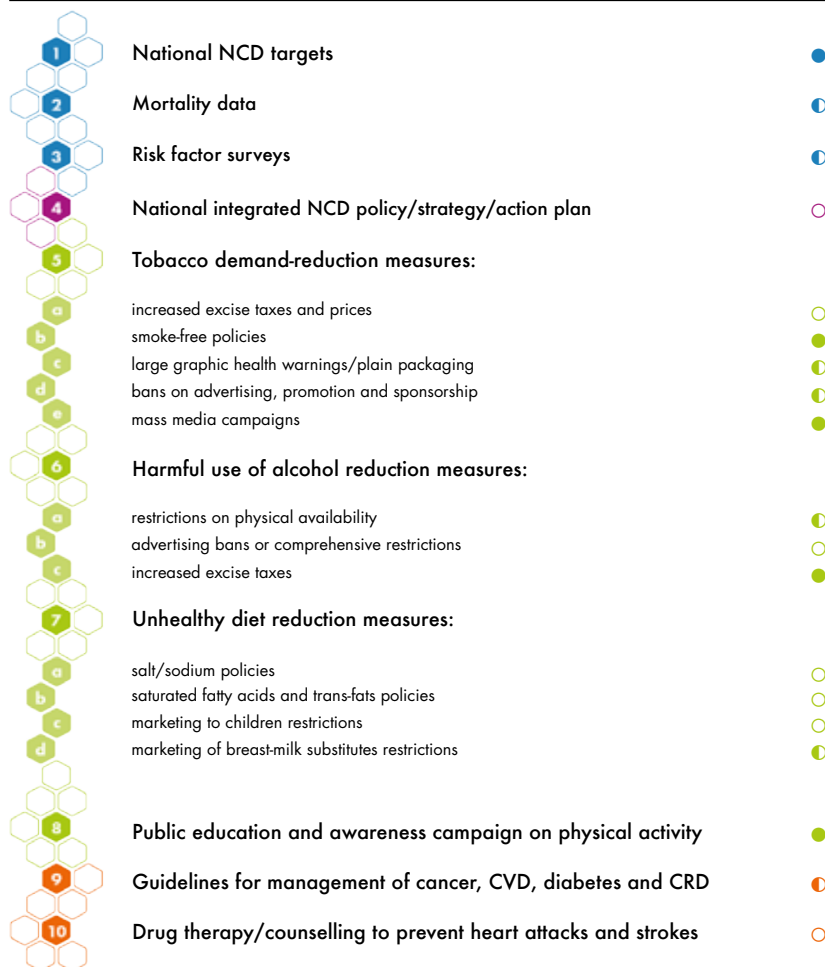 1 National NCD targets
2 Mortality data
3 Risk factor surveys
4 National integrated NCD policy/strategy/action plan
5 Tobacco demand-reduction measures:
a increased excise taxes and prices
b smoke-free policies
c large graphic health warnings/plain packaging
d bans on advertising, promotion and sponsorship
e mass media campaigns
6 Harmful use of alcohol reduction measures:
a restrictions on physical availability
b advertising bans or comprehensive restrictions
c increased excise taxes
7 Unhealthy diet reduction measures:
a salt/sodium policies
b saturated fatty acids and trans-fats policies
c marketing to children restrictions
d marketing of breast-milk substitutes restrictions
8 Public education and awareness campaign on physical activity
9 Guidelines for management of cancer, CVD, diabetes and CRD
10 Drug therapy/counselling to prevent heart attacks and strokes